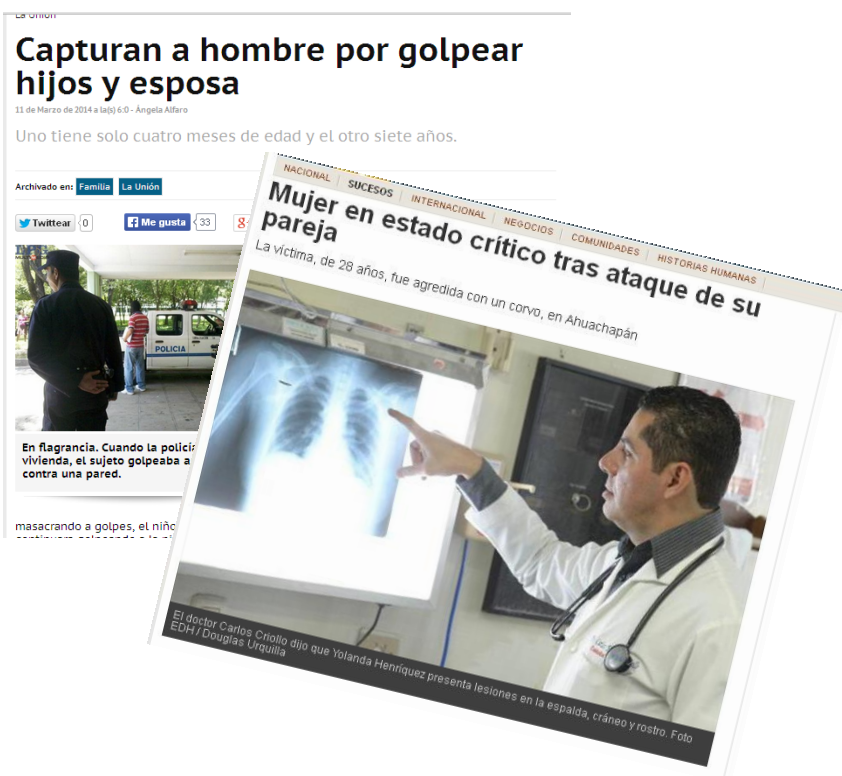 La Unión
Capturan a hombre por golpear
hijos y esposa
11 de Marzo de 2014 a la(s) 6:0 - Ángela Alfaro
Uno tiene solo cuatro meses de edad y el otro siete años.
Archivado en: Familia La Unión
Twittear 0 Me gusta 33 g
POLICIA
En flagrancia. Cuando la policía
vivienda, el sujeto golpeaba a
contra una pared.
masacrando a golpes, el niño
NACIONAL SUCESOS INTERNACIONAL NEGOCIOS COMUNIDADES HISTORIAS HUMANAS
Mujer en estado crítico tras ataque de su
pareja
La víctima, de 28 años, fue agredida con un corvo, en Ahuachapán
El doctor Carlos Criollo dijo que Yolanda Henríquez presenta lesiones en la espalda, cráneo y rostro. Foto
EDH / Douglas Urquilla